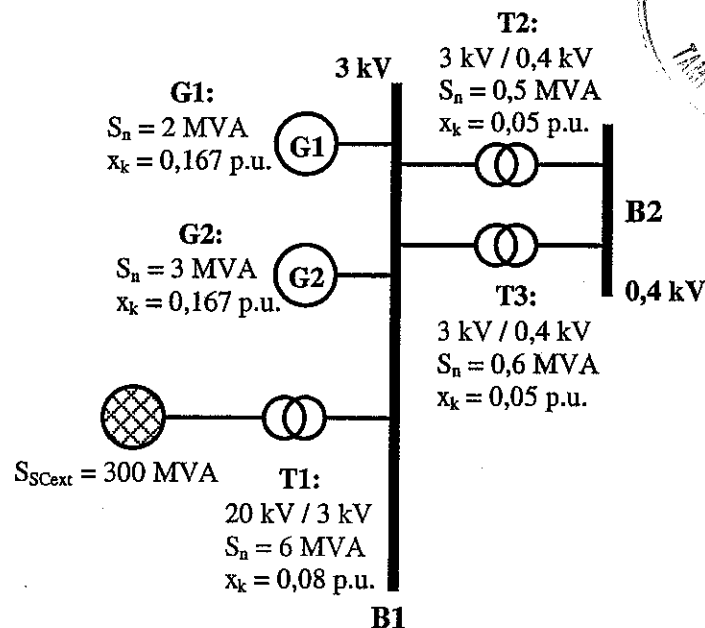 G1:
S_n = 2 MVA
x_k = 0,167 p.u.
G1
3 kV
T2:
3 kV / 0,4 kV
S_n = 0,5 MVA
x_k = 0,05 p.u.
B2
G2:
S_n = 3 MVA
x_k = 0,167 p.u.
G2
T3:
0,4 kV
3 kV / 0,4 kV
S_n = 0,6 MVA
x_k = 0,05 p.u.
S_SCext = 300 MVA
T1:
20 kV / 3 kV
S_n = 6 MVA
x_k = 0,08 p.u.
B1